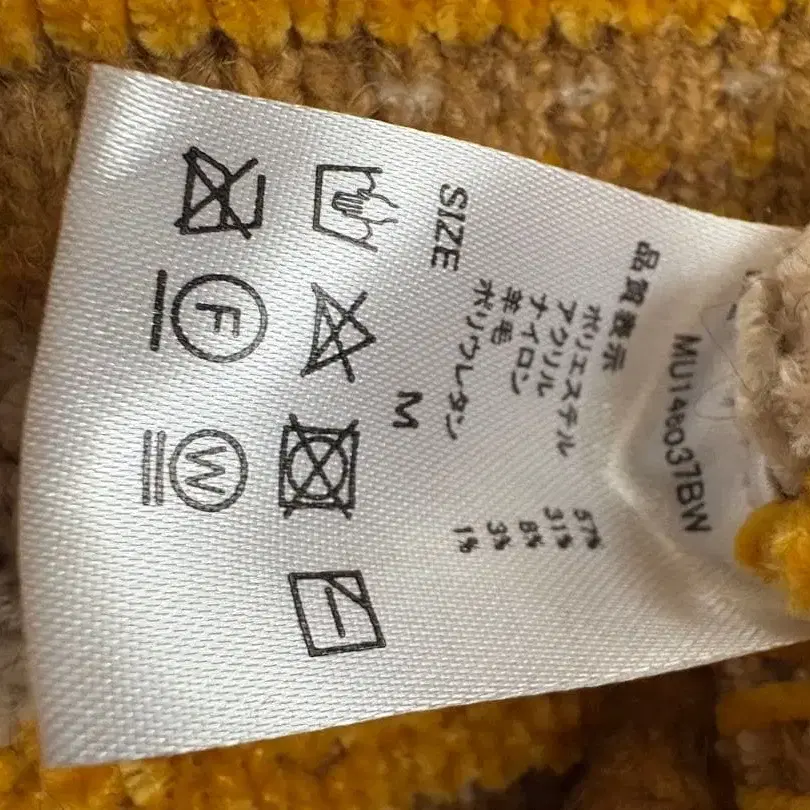 品質表示
ポリエステル 57%
アクリル 31%
ナイロン 8%
羊毛 3%
ポリウレタン 1%
SIZE M
F
W